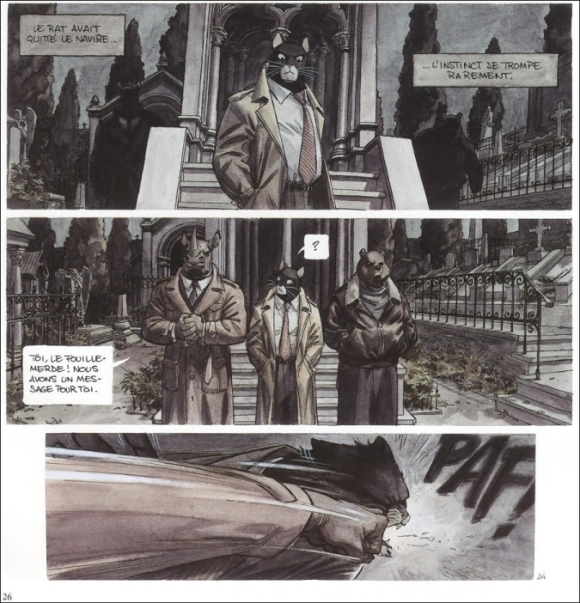 LE RAT AVAIT
QUITTÉ LE NAVIRE...
...L'INSTINCT SE TROMPE
RAREMENT.
?
TOI, LE FOUILLE-
MERDE! NOUS
AVONS UN MES-
SAGE POUR TOI.
PAF!
26